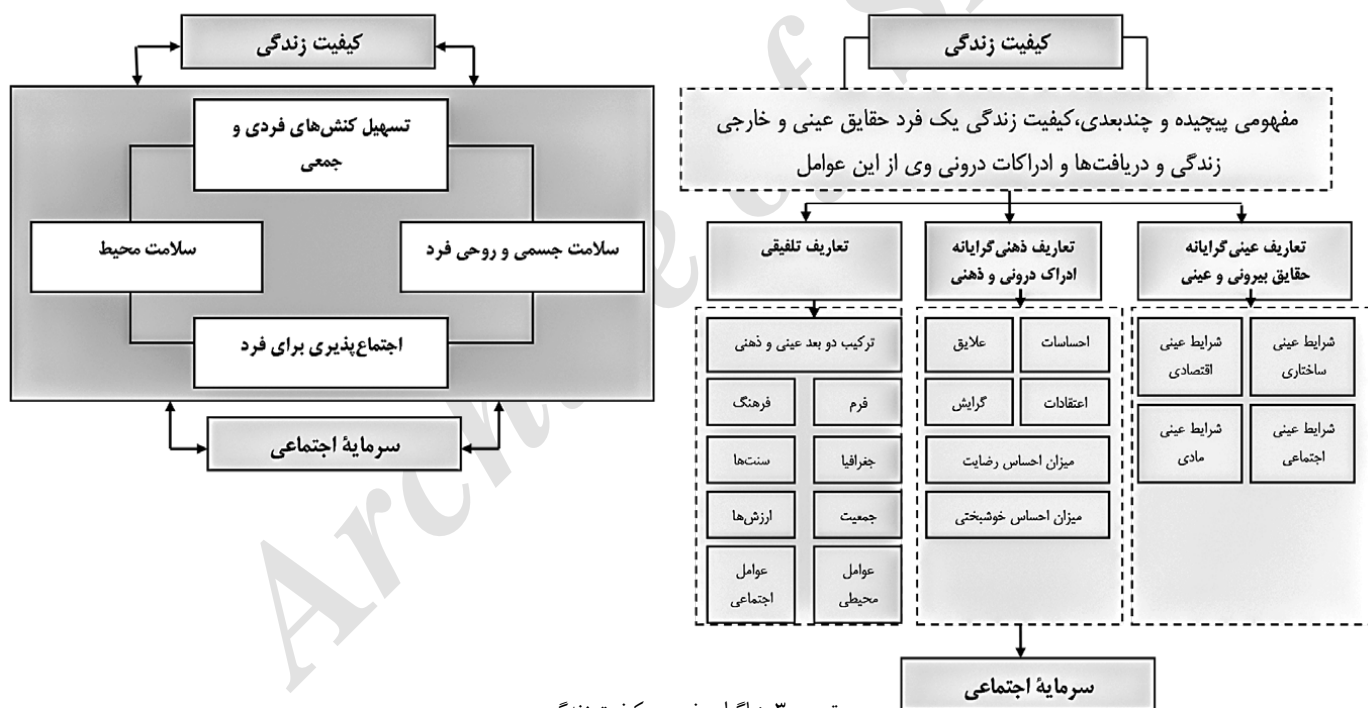 کیفیت زندگی
مفهومی پیچیده و چندبعدی،کیفیت زندگی یک فرد حقایق عینی و خارجی
زندگی و دریافت‌ها و ادراکات درونی وی از این عوامل
تعاریف عینی‌گرایانه
حقایق بیرونی و عینی
شرایط عینی
ساختاری
شرایط عینی
اقتصادی
شرایط عینی
اجتماعی
شرایط عینی
مادی
تعاریف ذهنی‌گرایانه
ادراک درونی و ذهنی
احساسات
علایق
اعتقادات
گرایش
میزان احساس رضایت
میزان احساس خوشبختی
تعاریف تلفیقی
ترکیب دو بعد عینی و ذهنی
فرم
فرهنگ
جغرافیا
سنت‌ها
جمعیت
ارزش‌ها
عوامل
محیطی
عوامل
اجتماعی
سرمایهٔ اجتماعی
کیفیت زندگی
تسهیل کنش‌های فردی و
جمعی
سلامت جسمی و روحی فرد
سلامت محیط
اجتماع‌پذیری برای فرد
سرمایهٔ اجتماعی
Archive of S